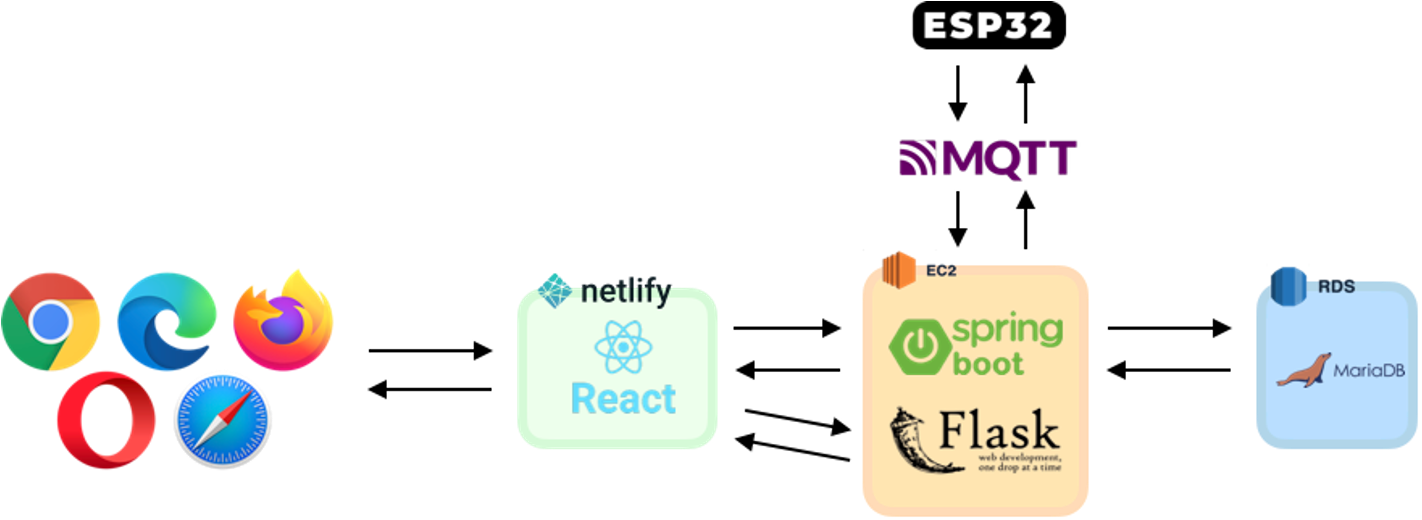 ESP32
MQTT
netlify
React
EC2
spring
boot
Flask
web development,
one drop at a time
RDS
MariaDB